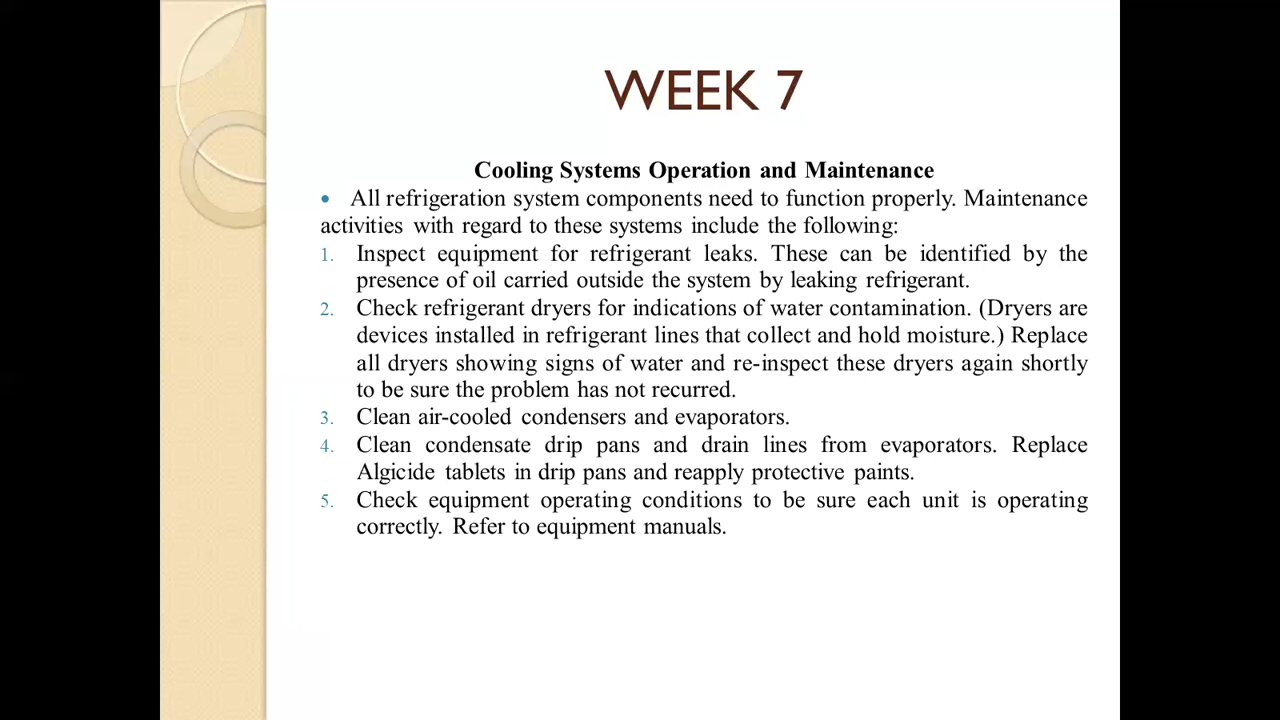 WEEK 7
Cooling Systems Operation and Maintenance
• All refrigeration system components need to function properly. Maintenance
activities with regard to these systems include the following:
1. Inspect equipment for refrigerant leaks. These can be identified by the
presence of oil carried outside the system by leaking refrigerant.
2. Check refrigerant dryers for indications of water contamination. (Dryers are
devices installed in refrigerant lines that collect and hold moisture.) Replace
all dryers showing signs of water and re-inspect these dryers again shortly
to be sure the problem has not recurred.
3. Clean air-cooled condensers and evaporators.
4. Clean condensate drip pans and drain lines from evaporators. Replace
Algicide tablets in drip pans and reapply protective paints.
5. Check equipment operating conditions to be sure each unit is operating
correctly. Refer to equipment manuals.